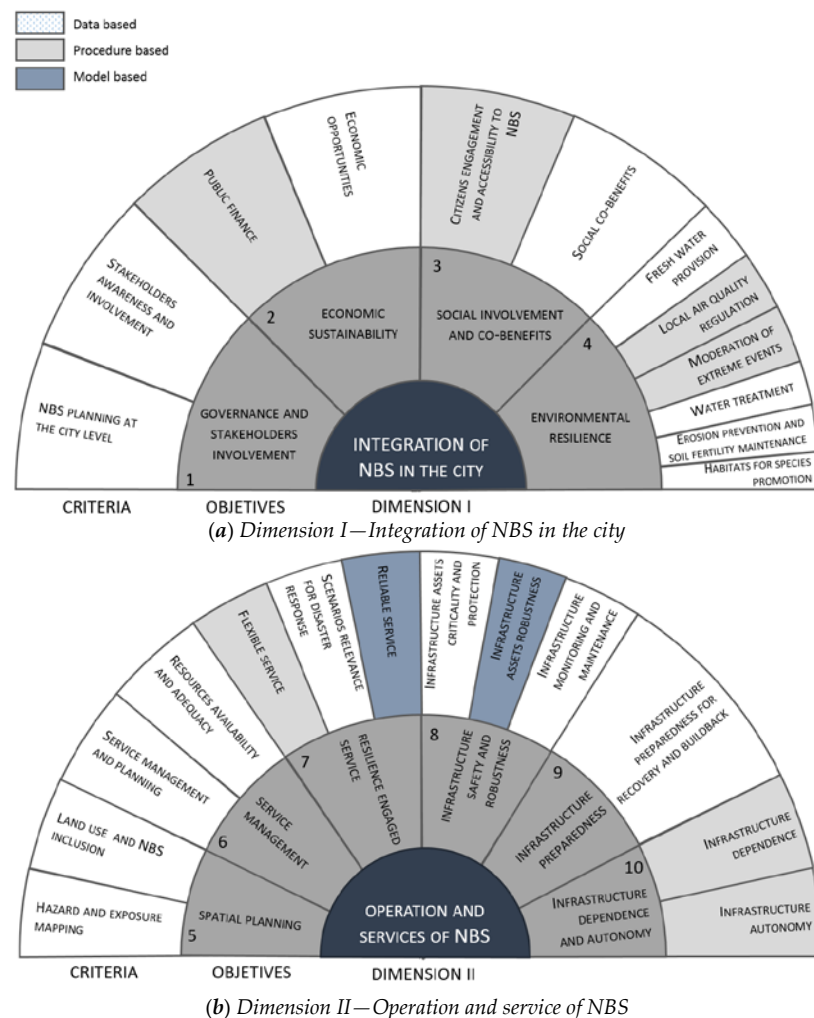 Data based
Procedure based
Model based
NBS PLANNING AT
THE CITY LEVEL
STAKEHOLDERS
AWARENESS AND
INVOLVEMENT
PUBLIC FINANCE
ECONOMIC
OPPORTUNITIES
CITIZENS ENGAGEMENT
AND ACCESSIBILITY TO
NBS
SOCIAL CO-BENEFITS
FRESH WATER
PROVISION
LOCAL AIR QUALITY
REGULATION
MODERATION OF
EXTREME EVENTS
WATER TREATMENT
EROSION PREVENTION AND
SOIL FERTILITY MAINTENANCE
HABITATS FOR SPECIES
PROMOTION
1
GOVERNANCE AND
STAKEHOLDERS
INVOLVEMENT
2
ECONOMIC
SUSTAINABILITY
3
SOCIAL INVOLVEMENT
AND CO-BENEFITS
4
ENVIRONMENTAL
RESILIENCE
INTEGRATION OF
NBS IN THE CITY
CRITERIA OBJETIVES DIMENSION I
(a) Dimension I—Integration of NBS in the city
HAZARD AND EXPOSURE
MAPPING
LAND USE AND NBS
INCLUSION
SERVICE MANAGEMENT
AND PLANNING
RESOURCES AVAILABILITY
AND ADEQUACY
FLEXIBLE SERVICE
SCENARIOS RELEVANCE
FOR DISASTER
RESPONSE
RELIABLE SERVICE
INFRASTRUCTURE ASSETS
CRITICALITY AND
PROTECTION
INFRASTRUCTURE
ASSETS ROBUSTNESS
INFRASTRUCTURE
MONITORING AND
MAINTENANCE
INFRASTRUCTURE
PREPAREDNESS FOR
RECOVERY AND BUILDBACK
INFRASTRUCTURE
DEPENDENCE
INFRASTRUCTURE
AUTONOMY
5
SPATIAL PLANNING
6
SERVICE
MANAGEMENT
7
RESILIENCE ENGAGED
SERVICE
8
INFRASTRUCTURE
SAFETY AND
ROBUSTNESS
9
INFRASTRUCTURE
PREPAREDNESS
10
INFRASTRUCTURE
DEPENDENCE
AND AUTONOMY
OPERATION AND
SERVICES OF NBS
CRITERIA OBJETIVES DIMENSION II
(b) Dimension II—Operation and service of NBS